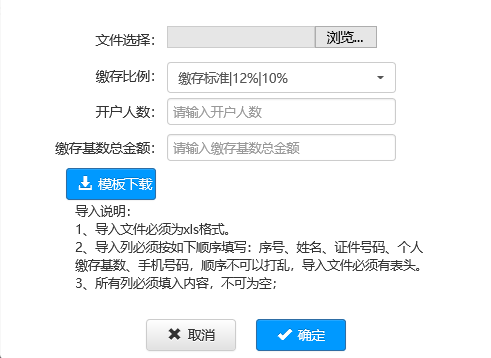 文件选择： 浏览...
缴存比例： 缴存标准|12%|10%
开户人数： 请输入开户人数
缴存基数总金额： 请输入缴存基数总金额
模板下载
导入说明：
1、导入文件必须为xls格式。
2、导入列必须按如下顺序填写：序号、姓名、证件号码、个人
缴存基数、手机号码，顺序不可以打乱，导入文件必须有表头。
3、所有列必须填入内容，不可为空；
取消 确定